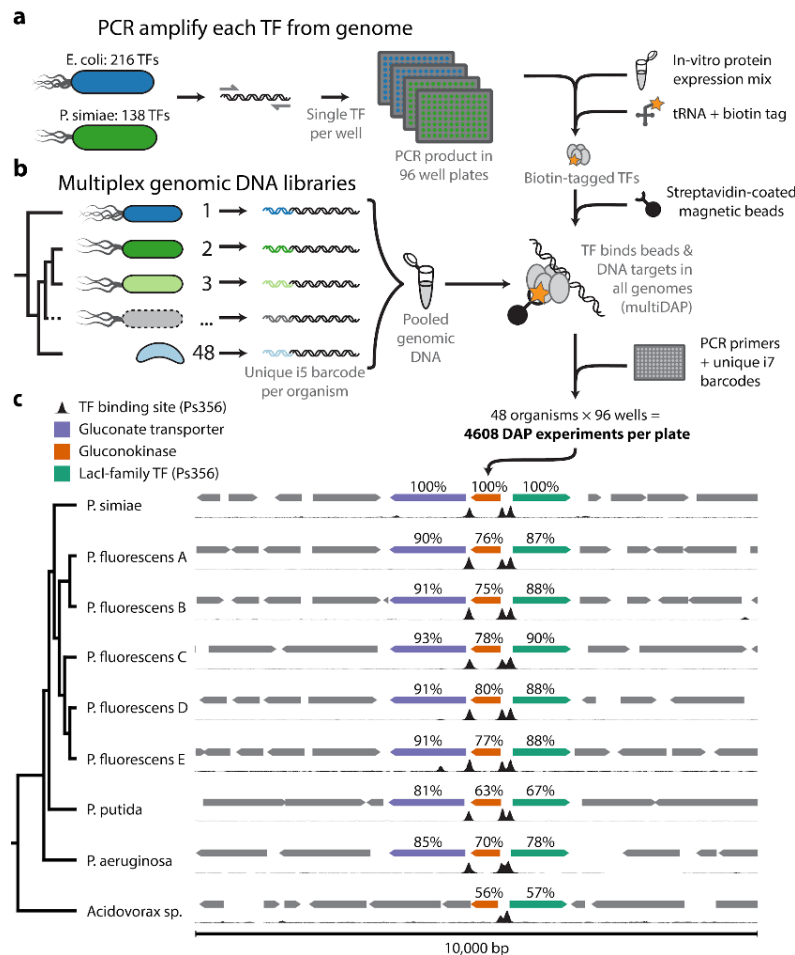 a
PCR amplify each TF from genome
E. coli: 216 TFs
P. simiae: 138 TFs
Single TF
per well
PCR product in
96 well plates
In-vitro protein
expression mix
tRNA + biotin tag
Biotin-tagged TFs
Streptavidin-coated
magnetic beads
b
Multiplex genomic DNA libraries
1
2
3
...
48
Unique i5 barcode
per organism
Pooled
genomic
DNA
TF binds beads &
DNA targets in
all genomes
(multiDAP)
PCR primers
+ unique i7
barcodes
48 organisms × 96 wells =
4608 DAP experiments per plate
c
TF binding site (Ps356)
Gluconate transporter
Gluconokinase
LacI-family TF (Ps356)
P. simiae
100% 100% 100%
P. fluorescens A
90% 76% 87%
P. fluorescens B
91% 75% 88%
P. fluorescens C
93% 78% 90%
P. fluorescens D
91% 80% 88%
P. fluorescens E
91% 77% 88%
P. putida
81% 63% 67%
P. aeruginosa
85% 70% 78%
Acidovorax sp.
56% 57%
10,000 bp